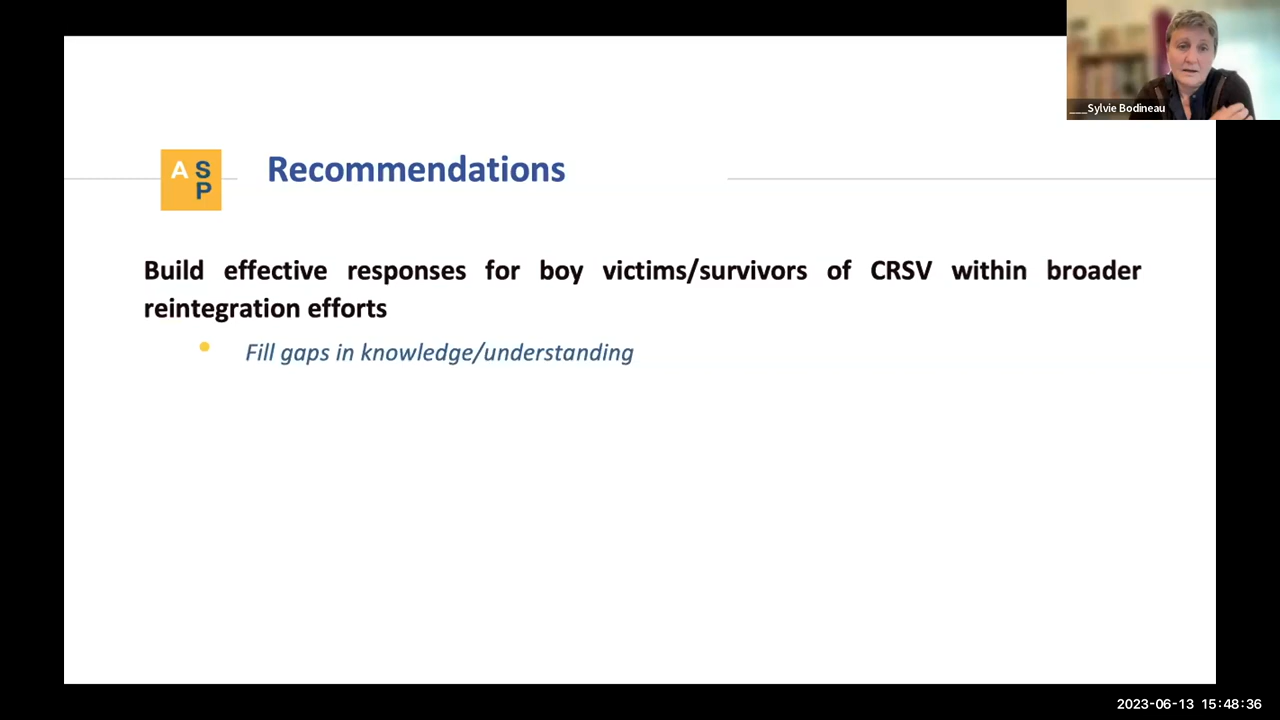 ___Sylvie Bodineau
A S
P
Recommendations
Build effective responses for boy victims/survivors of CRSV within broader
reintegration efforts
• Fill gaps in knowledge/understanding
2023-06-13 15:48:36